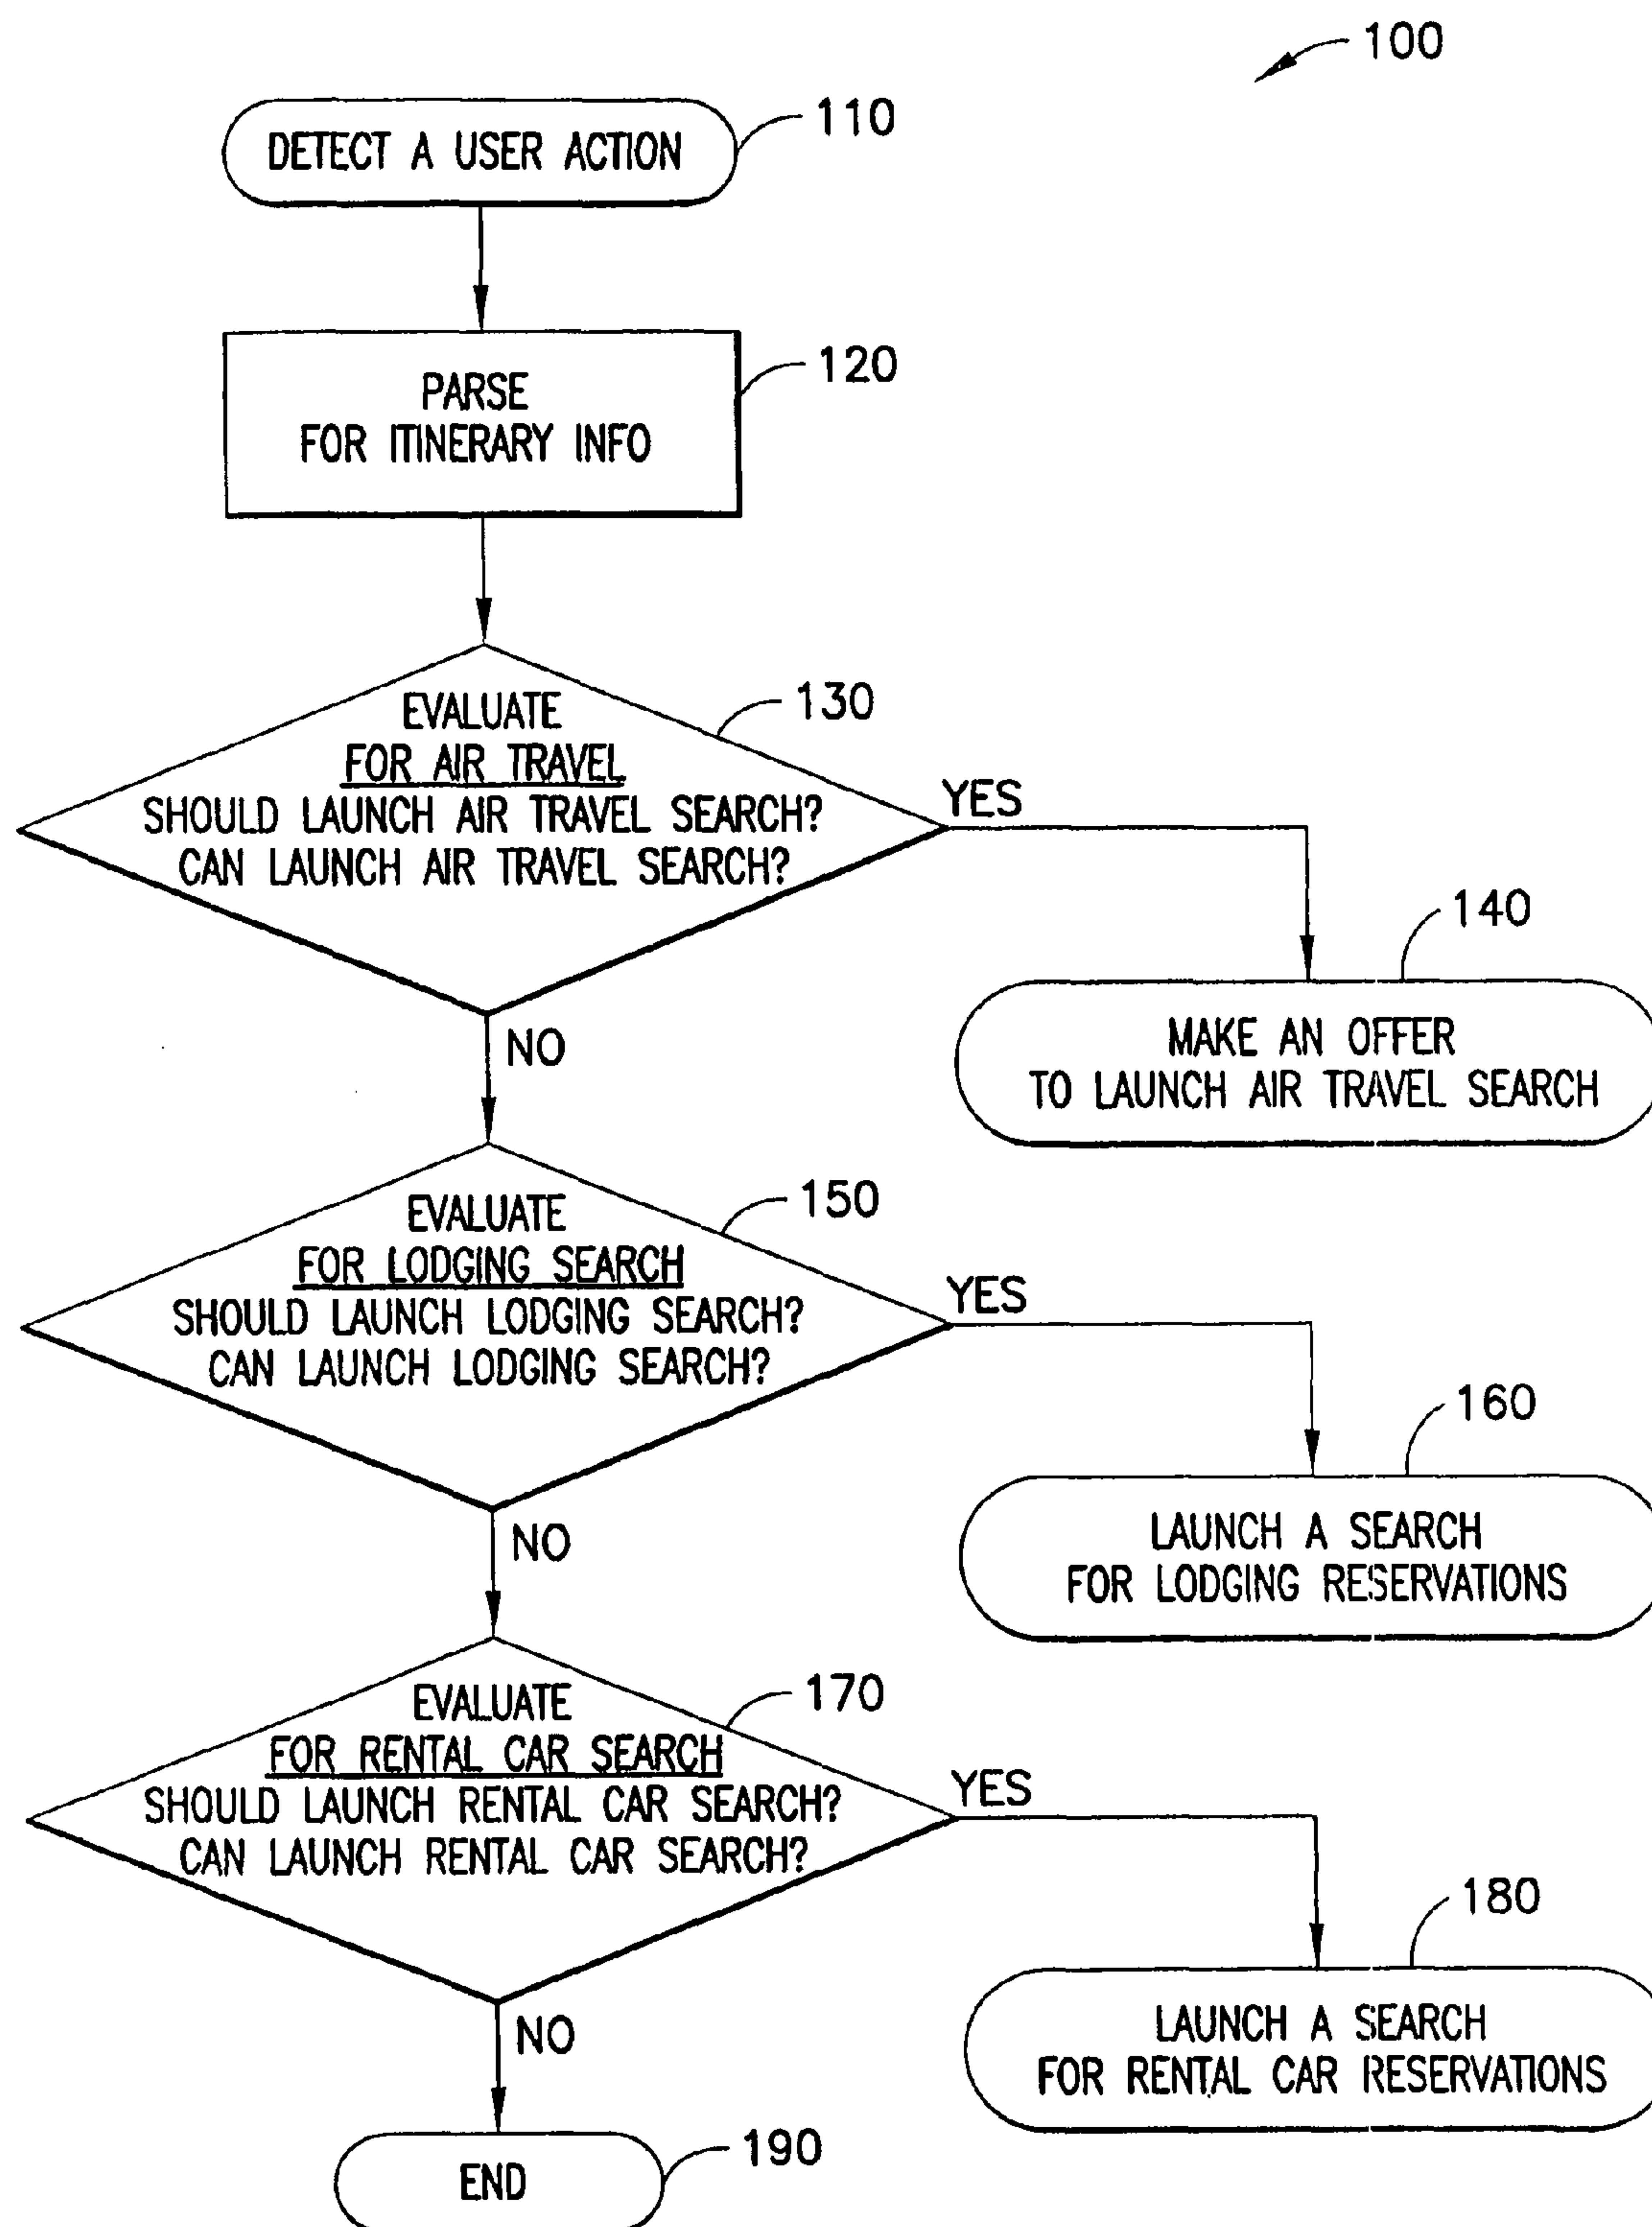 100
DETECT A USER ACTION
110
PARSE
FOR ITINERARY INFO
120
EVALUATE
FOR AIR TRAVEL
SHOULD LAUNCH AIR TRAVEL SEARCH?
CAN LAUNCH AIR TRAVEL SEARCH?
130
YES
140
MAKE AN OFFER
TO LAUNCH AIR TRAVEL SEARCH
NO
EVALUATE
FOR LODGING SEARCH
SHOULD LAUNCH LODGING SEARCH?
CAN LAUNCH LODGING SEARCH?
150
YES
160
LAUNCH A SEARCH
FOR LODGING RESERVATIONS
NO
EVALUATE
FOR RENTAL CAR SEARCH
SHOULD LAUNCH RENTAL CAR SEARCH?
CAN LAUNCH RENTAL CAR SEARCH?
170
YES
180
LAUNCH A SEARCH
FOR RENTAL CAR RESERVATIONS
NO
END
190